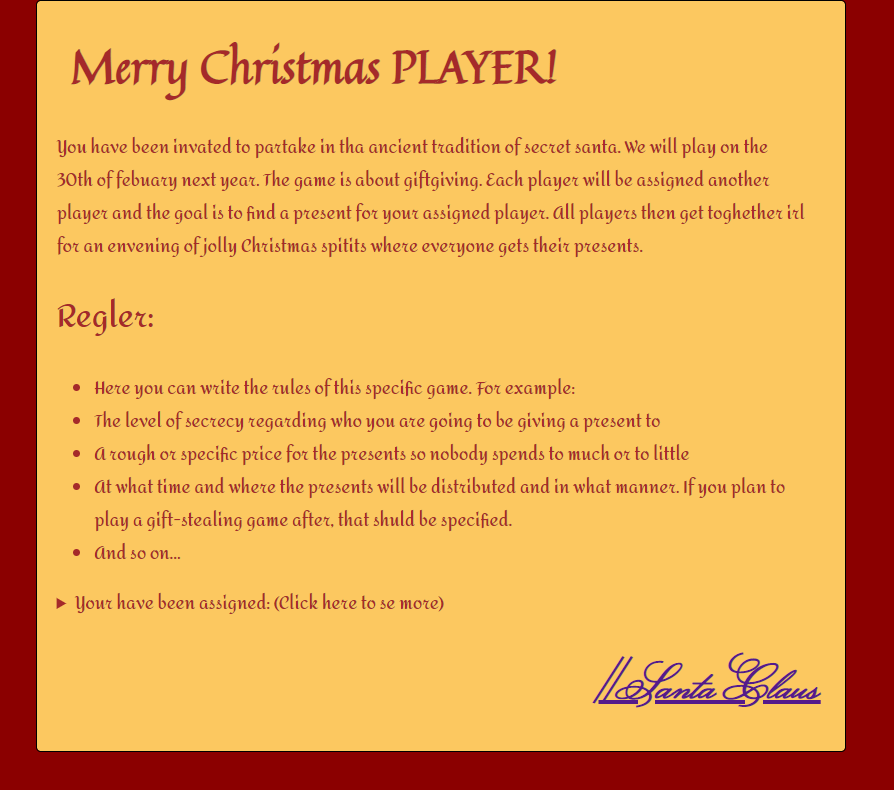 Merry Christmas PLAYER!
You have been invated to partake in tha ancient tradition of secret santa. We will play on the
30th of febuary next year. The game is about giftgiving. Each player will be assigned another
player and the goal is to find a present for your assigned player. All players then get toghether irl
for an envening of jolly Christmas spitits where everyone gets their presents.
Regler:
• Here you can write the rules of this specific game. For example:
• The level of secrecy regarding who you are going to be giving a present to
• A rough or specific price for the presents so nobody spends to much or to little
• At what time and where the presents will be distributed and in what manner. If you plan to
play a gift-stealing game after, that shuld be specified.
• And so on...
▶ Your have been assigned: (Click here to se more)
//Santa Claus